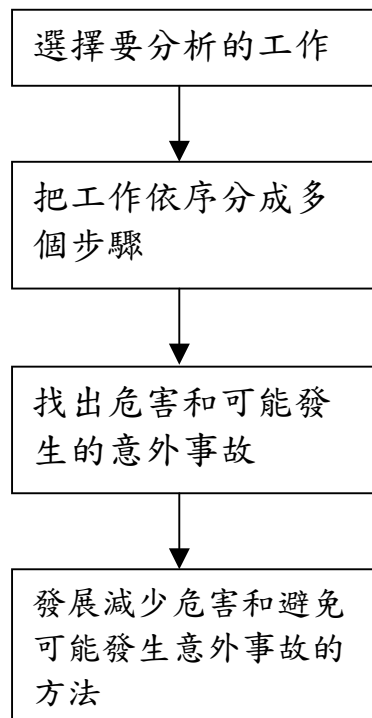 選擇要分析的工作
把工作依序分成多
個步驟
找出危害和可能發
生的意外事故
發展減少危害和避免
可能發生意外事故的
方法